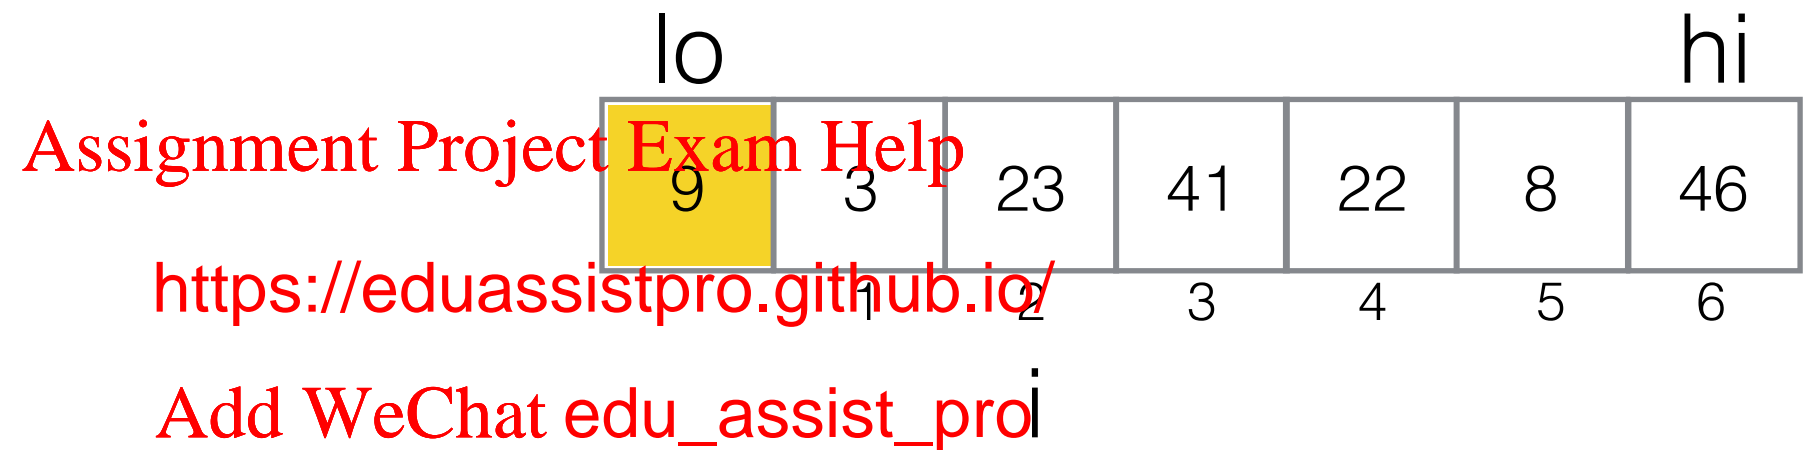 lo hi
Assignment Project Exam Help
9 3 23 41 22 8 46
https://eduassistpro.github.io/
1 2 3 4 5 6
i
Add WeChat edu_assist_pro